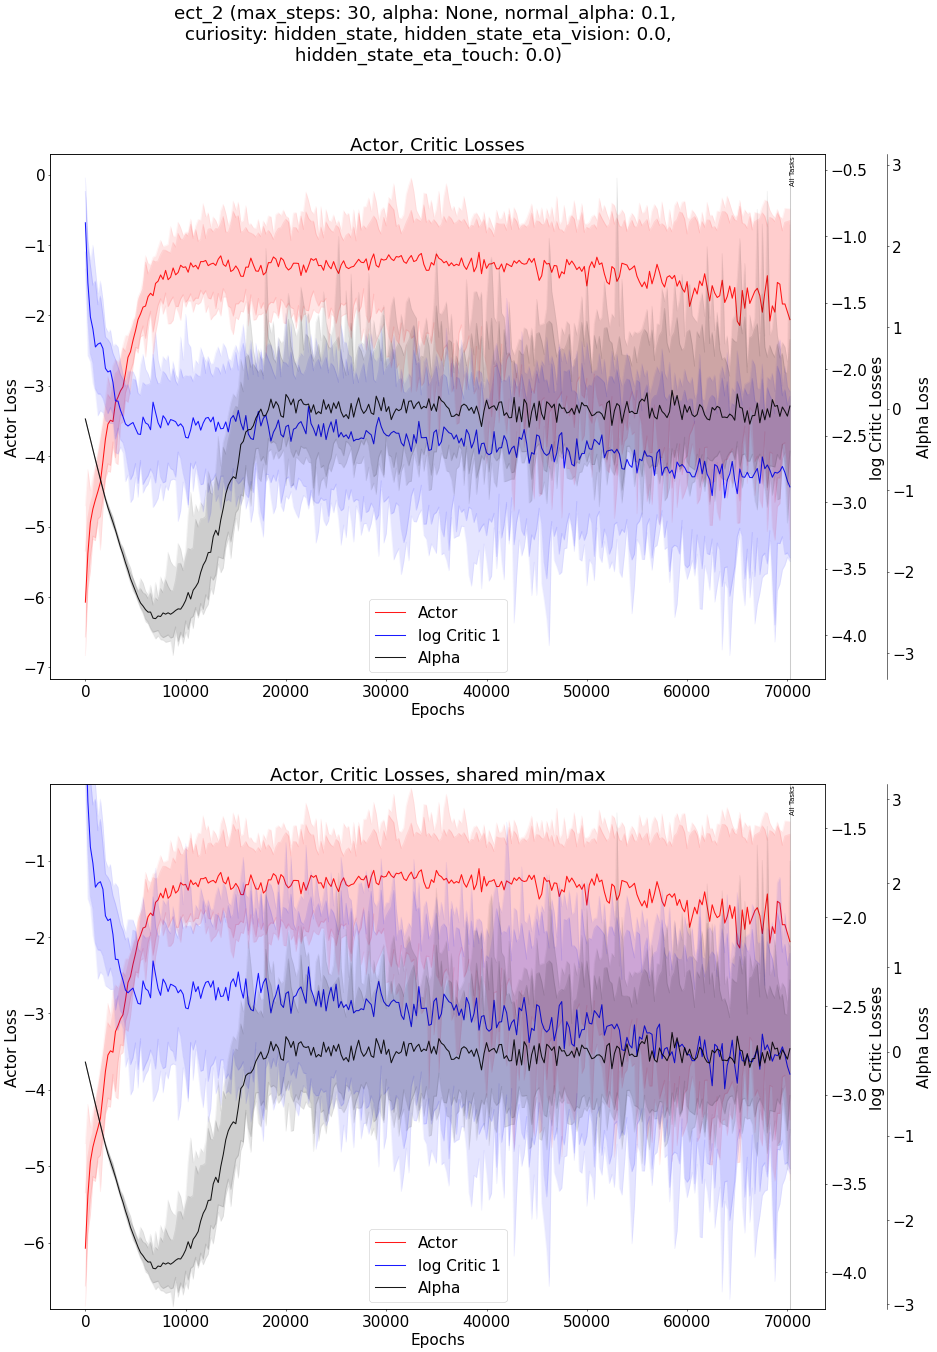 ect_2 (max_steps: 30, alpha: None, normal_alpha: 0.1,
curiosity: hidden_state, hidden_state_eta_vision: 0.0,
hidden_state_eta_touch: 0.0)
Actor, Critic Losses
All Tasks
0
−1
−2
−3
−4
−5
−6
−7
Actor Loss
−0.5
−1.0
−1.5
−2.0
−2.5
−3.0
−3.5
−4.0
log Critic Losses
3
2
1
0
−1
−2
−3
Alpha Loss
Actor
log Critic 1
Alpha
0 10000 20000 30000 40000 50000 60000 70000
Epochs
Actor, Critic Losses, shared min/max
All Tasks
−1
−2
−3
−4
−5
−6
Actor Loss
−1.5
−2.0
−2.5
−3.0
−3.5
−4.0
log Critic Losses
3
2
1
0
−1
−2
−3
Alpha Loss
Actor
log Critic 1
Alpha
0 10000 20000 30000 40000 50000 60000 70000
Epochs